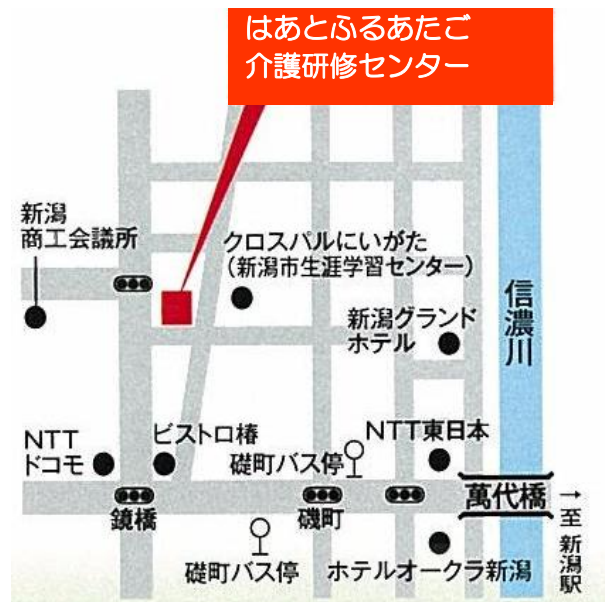 はあとふるあたご
介護研修センター
新潟
商工会議所
クロスパルにいがた
(新潟市生涯学習センター)
新潟グランド
ホテル
信濃川
NTT
ドコモ
ビストロ椿
礎町バス停
NTT東日本
鏡橋
礒町
萬代橋
→至 新潟駅
礎町バス停
ホテルオークラ新潟